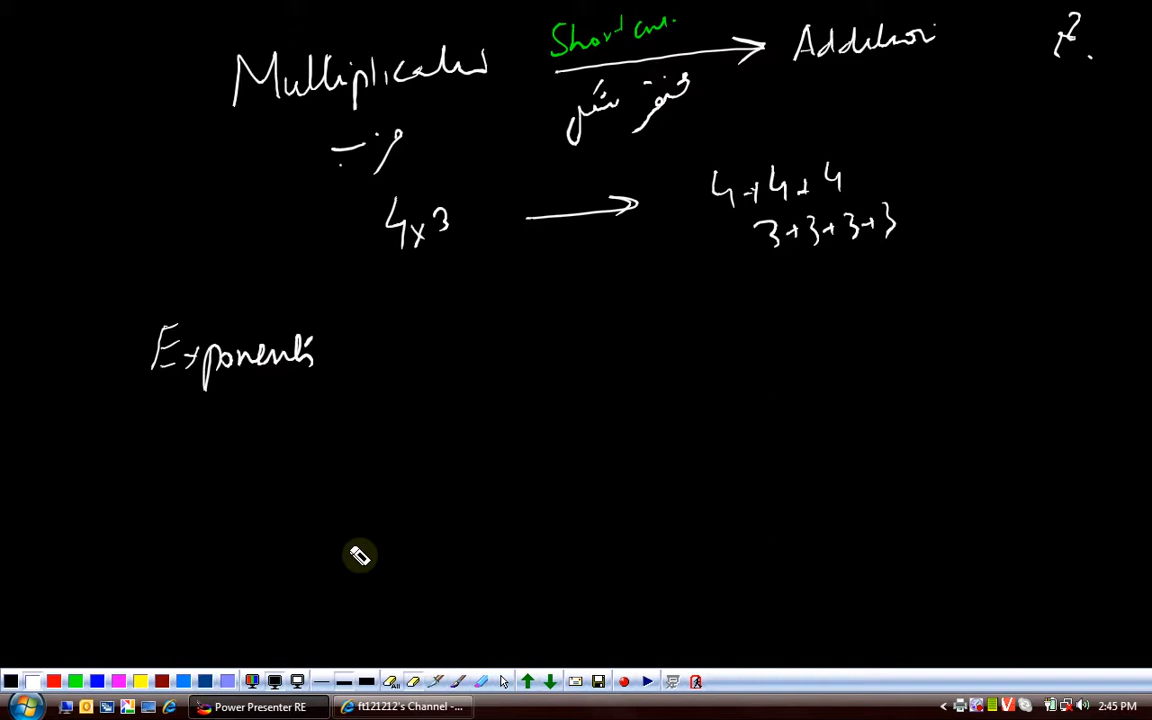 Short cut.
Multiplication → Addition ?
مختصر شکل
4x3 → 4+4+4
3+3+3+3
Exponents
Power Presenter RE
ft121212's Channel -...
2:45 PM